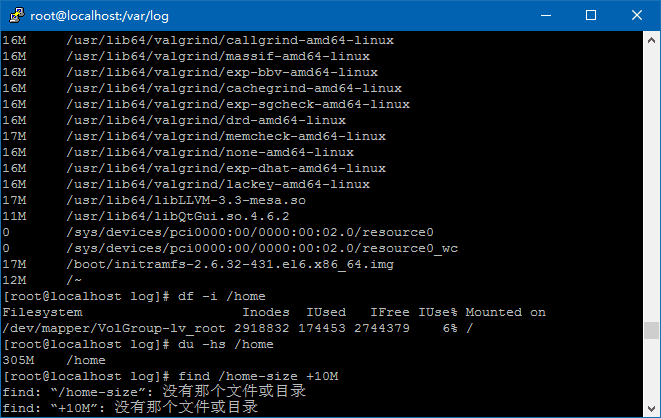 root@localhost:/var/log
16M /usr/lib64/valgrind/callgrind-amd64-linux
16M /usr/lib64/valgrind/massif-amd64-linux
16M /usr/lib64/valgrind/exp-bbv-amd64-linux
16M /usr/lib64/valgrind/cachegrind-amd64-linux
16M /usr/lib64/valgrind/exp-sgcheck-amd64-linux
16M /usr/lib64/valgrind/drd-amd64-linux
17M /usr/lib64/valgrind/memcheck-amd64-linux
16M /usr/lib64/valgrind/none-amd64-linux
16M /usr/lib64/valgrind/exp-dhat-amd64-linux
16M /usr/lib64/valgrind/lackey-amd64-linux
17M /usr/lib64/libLLVM-3.3-mesa.so
11M /usr/lib64/libQtGui.so.4.6.2
0 /sys/devices/pci0000:00/0000:00:02.0/resource0
0 /sys/devices/pci0000:00/0000:00:02.0/resource0_wc
17M /boot/initramfs-2.6.32-431.el6.x86_64.img
12M /~
[root@localhost log]# df -i /home
Filesystem Inodes IUsed IFree IUse% Mounted on
/dev/mapper/VolGroup-lv_root 2918832 174453 2744379 6% /
[root@localhost log]# du -hs /home
305M /home
[root@localhost log]# find /home-size +10M
find: “/home-size”: 没有那个文件或目录
find: “+10M”: 没有那个文件或目录